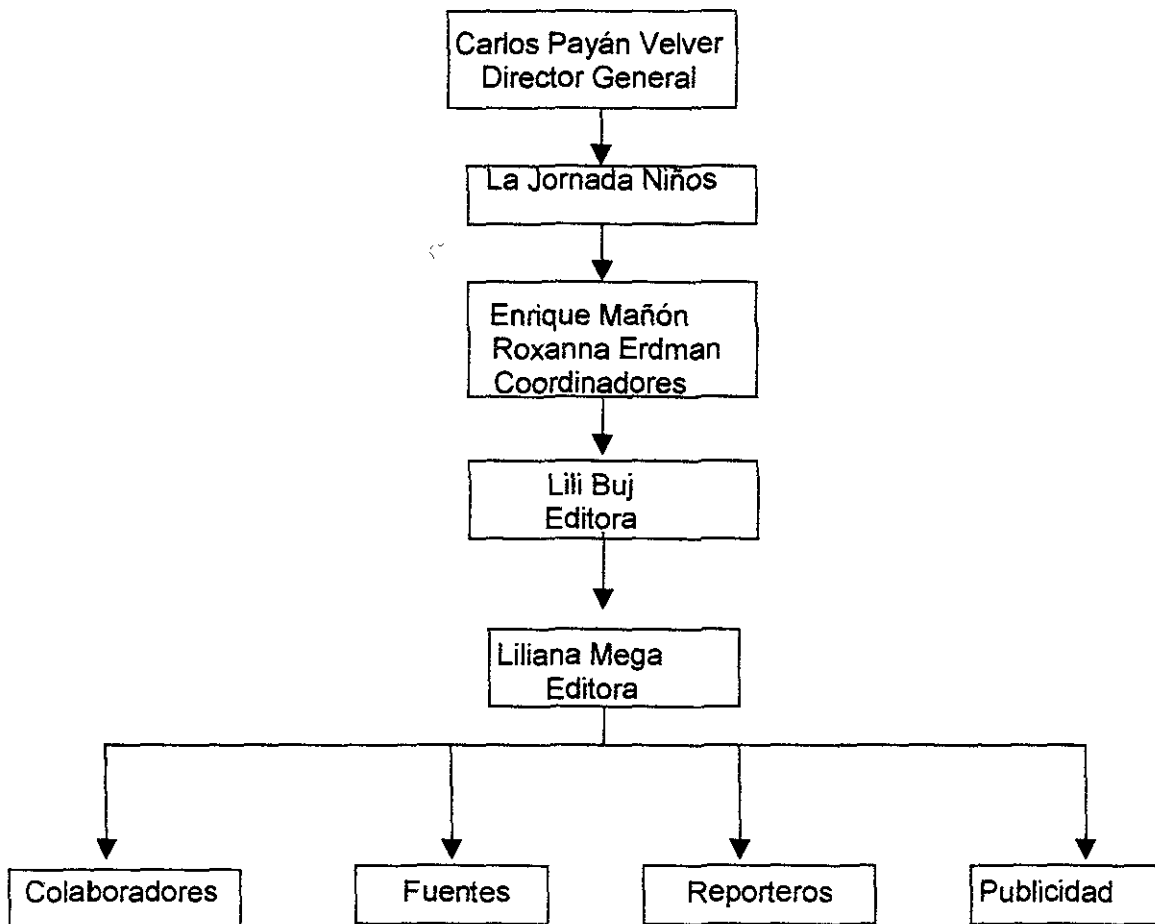 Carlos Payán Velver
Director General
La Jornada Niños
Enrique Mañón
Roxanna Erdman
Coordinadores
Lili Buj
Editora
Liliana Mega
Editora
Colaboradores
Fuentes
Reporteros
Publicidad